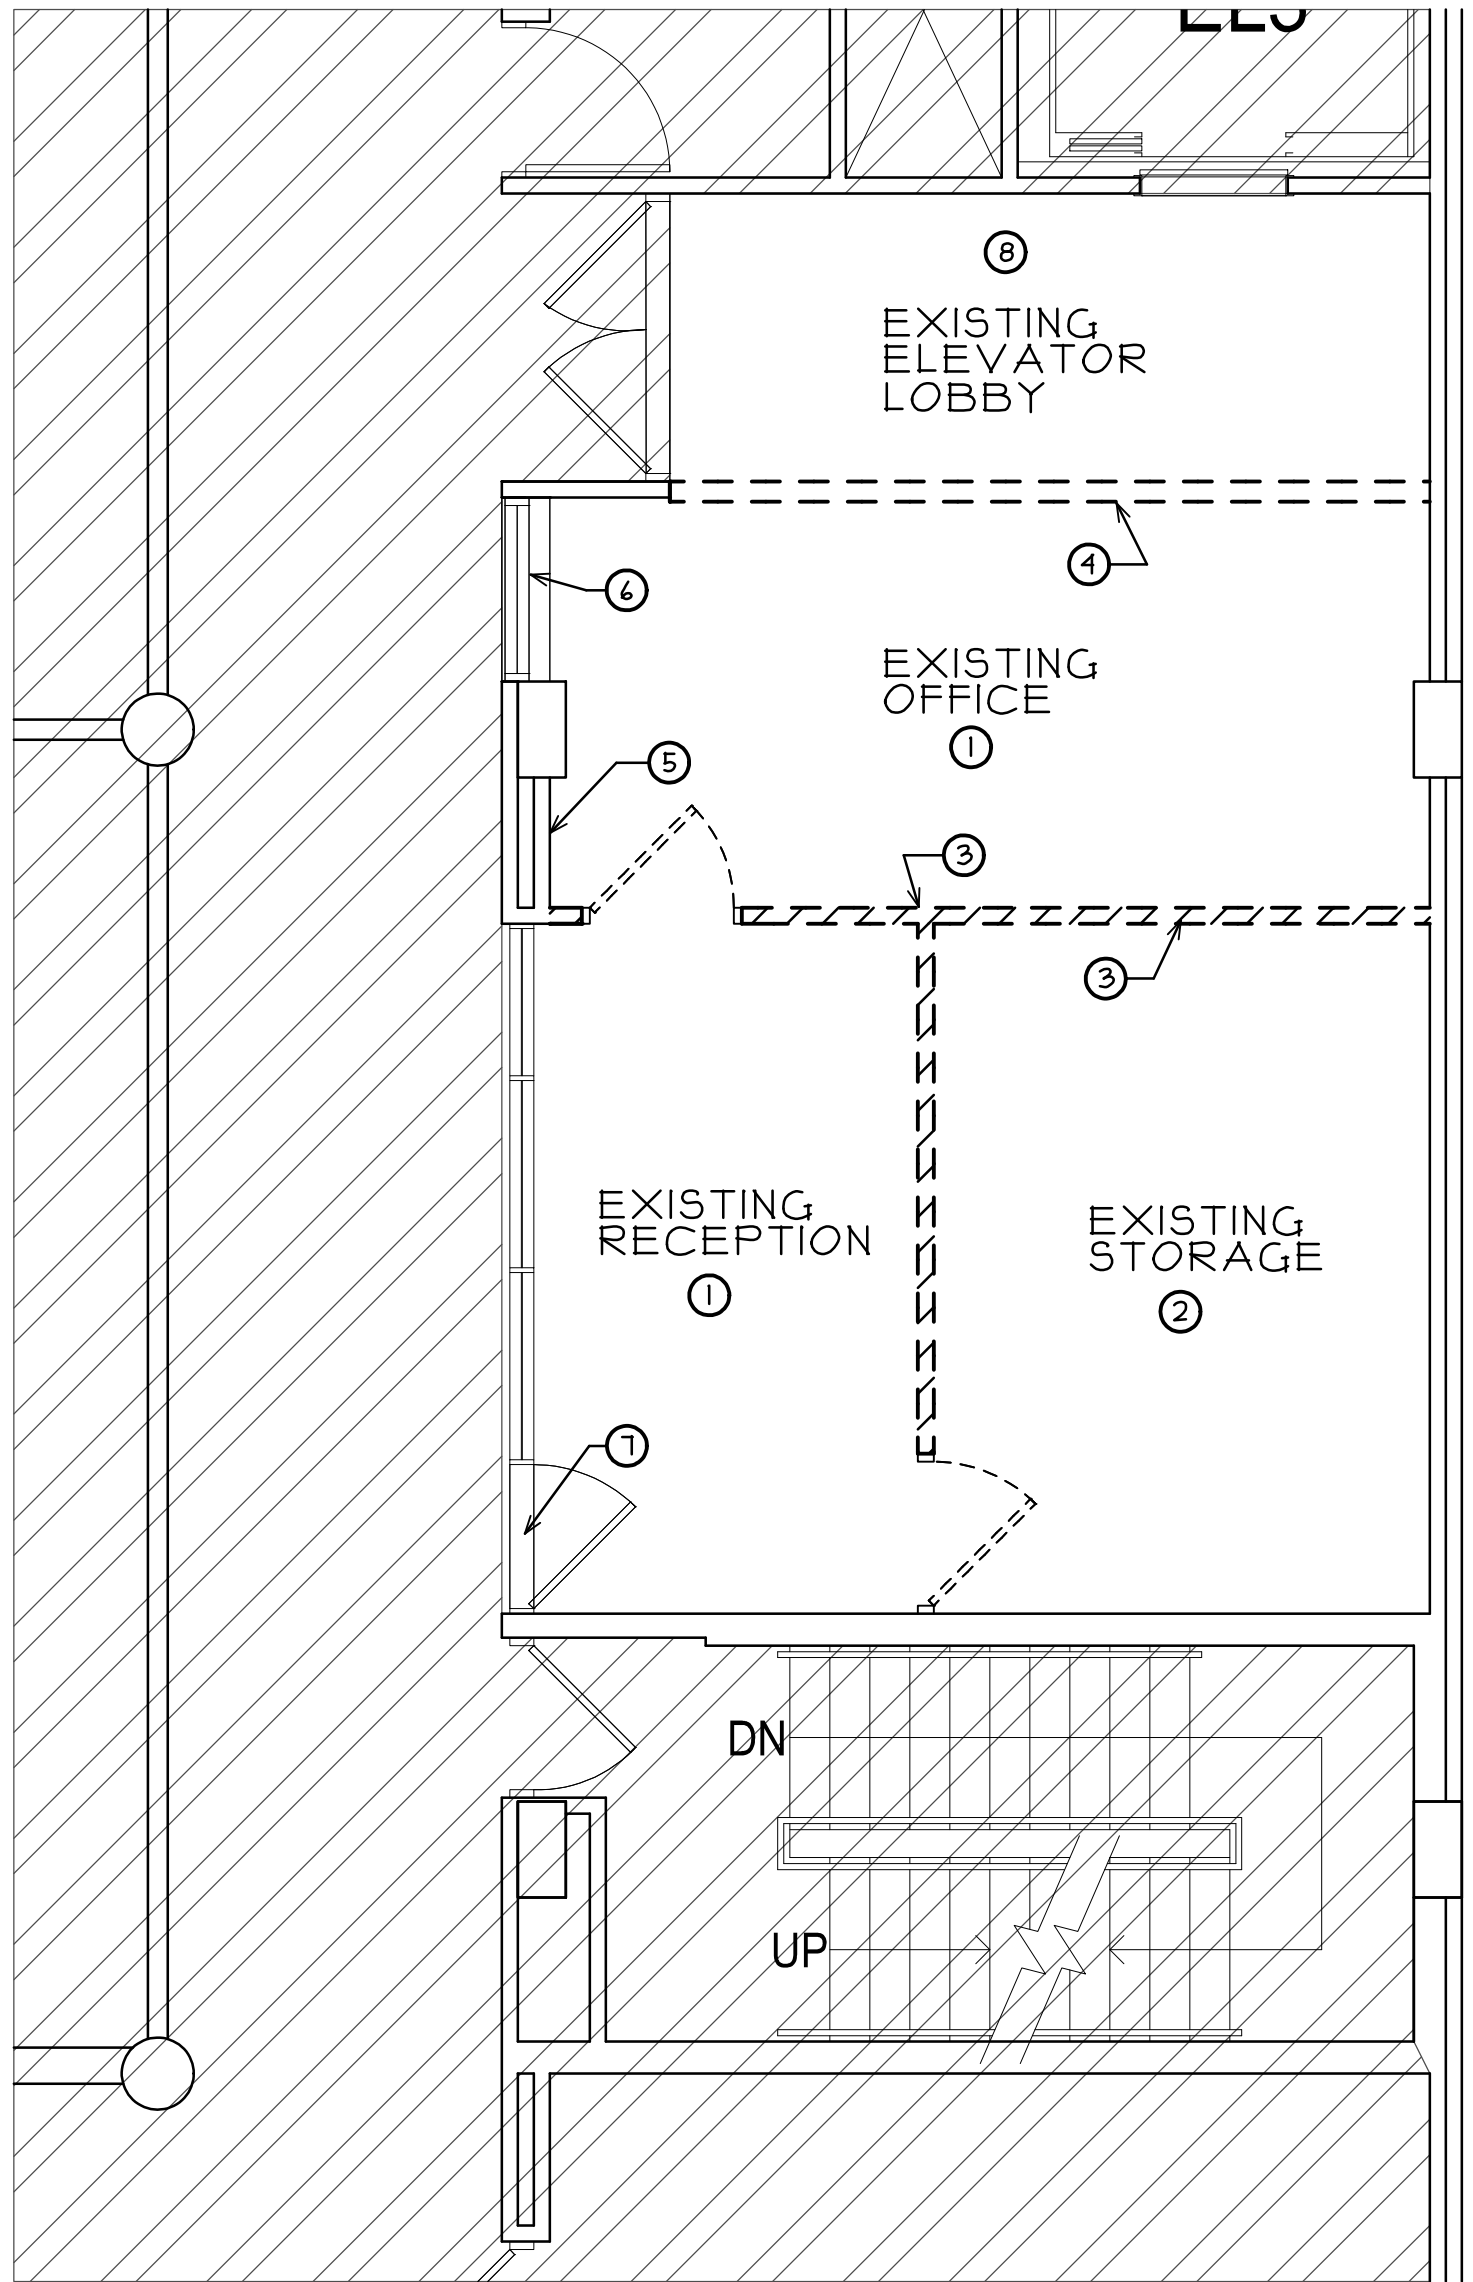 8
EXISTING
ELEVATOR
LOBBY
4
6
EXISTING
OFFICE
1
5
3
3
EXISTING
RECEPTION
1
EXISTING
STORAGE
2
7
DN
UP